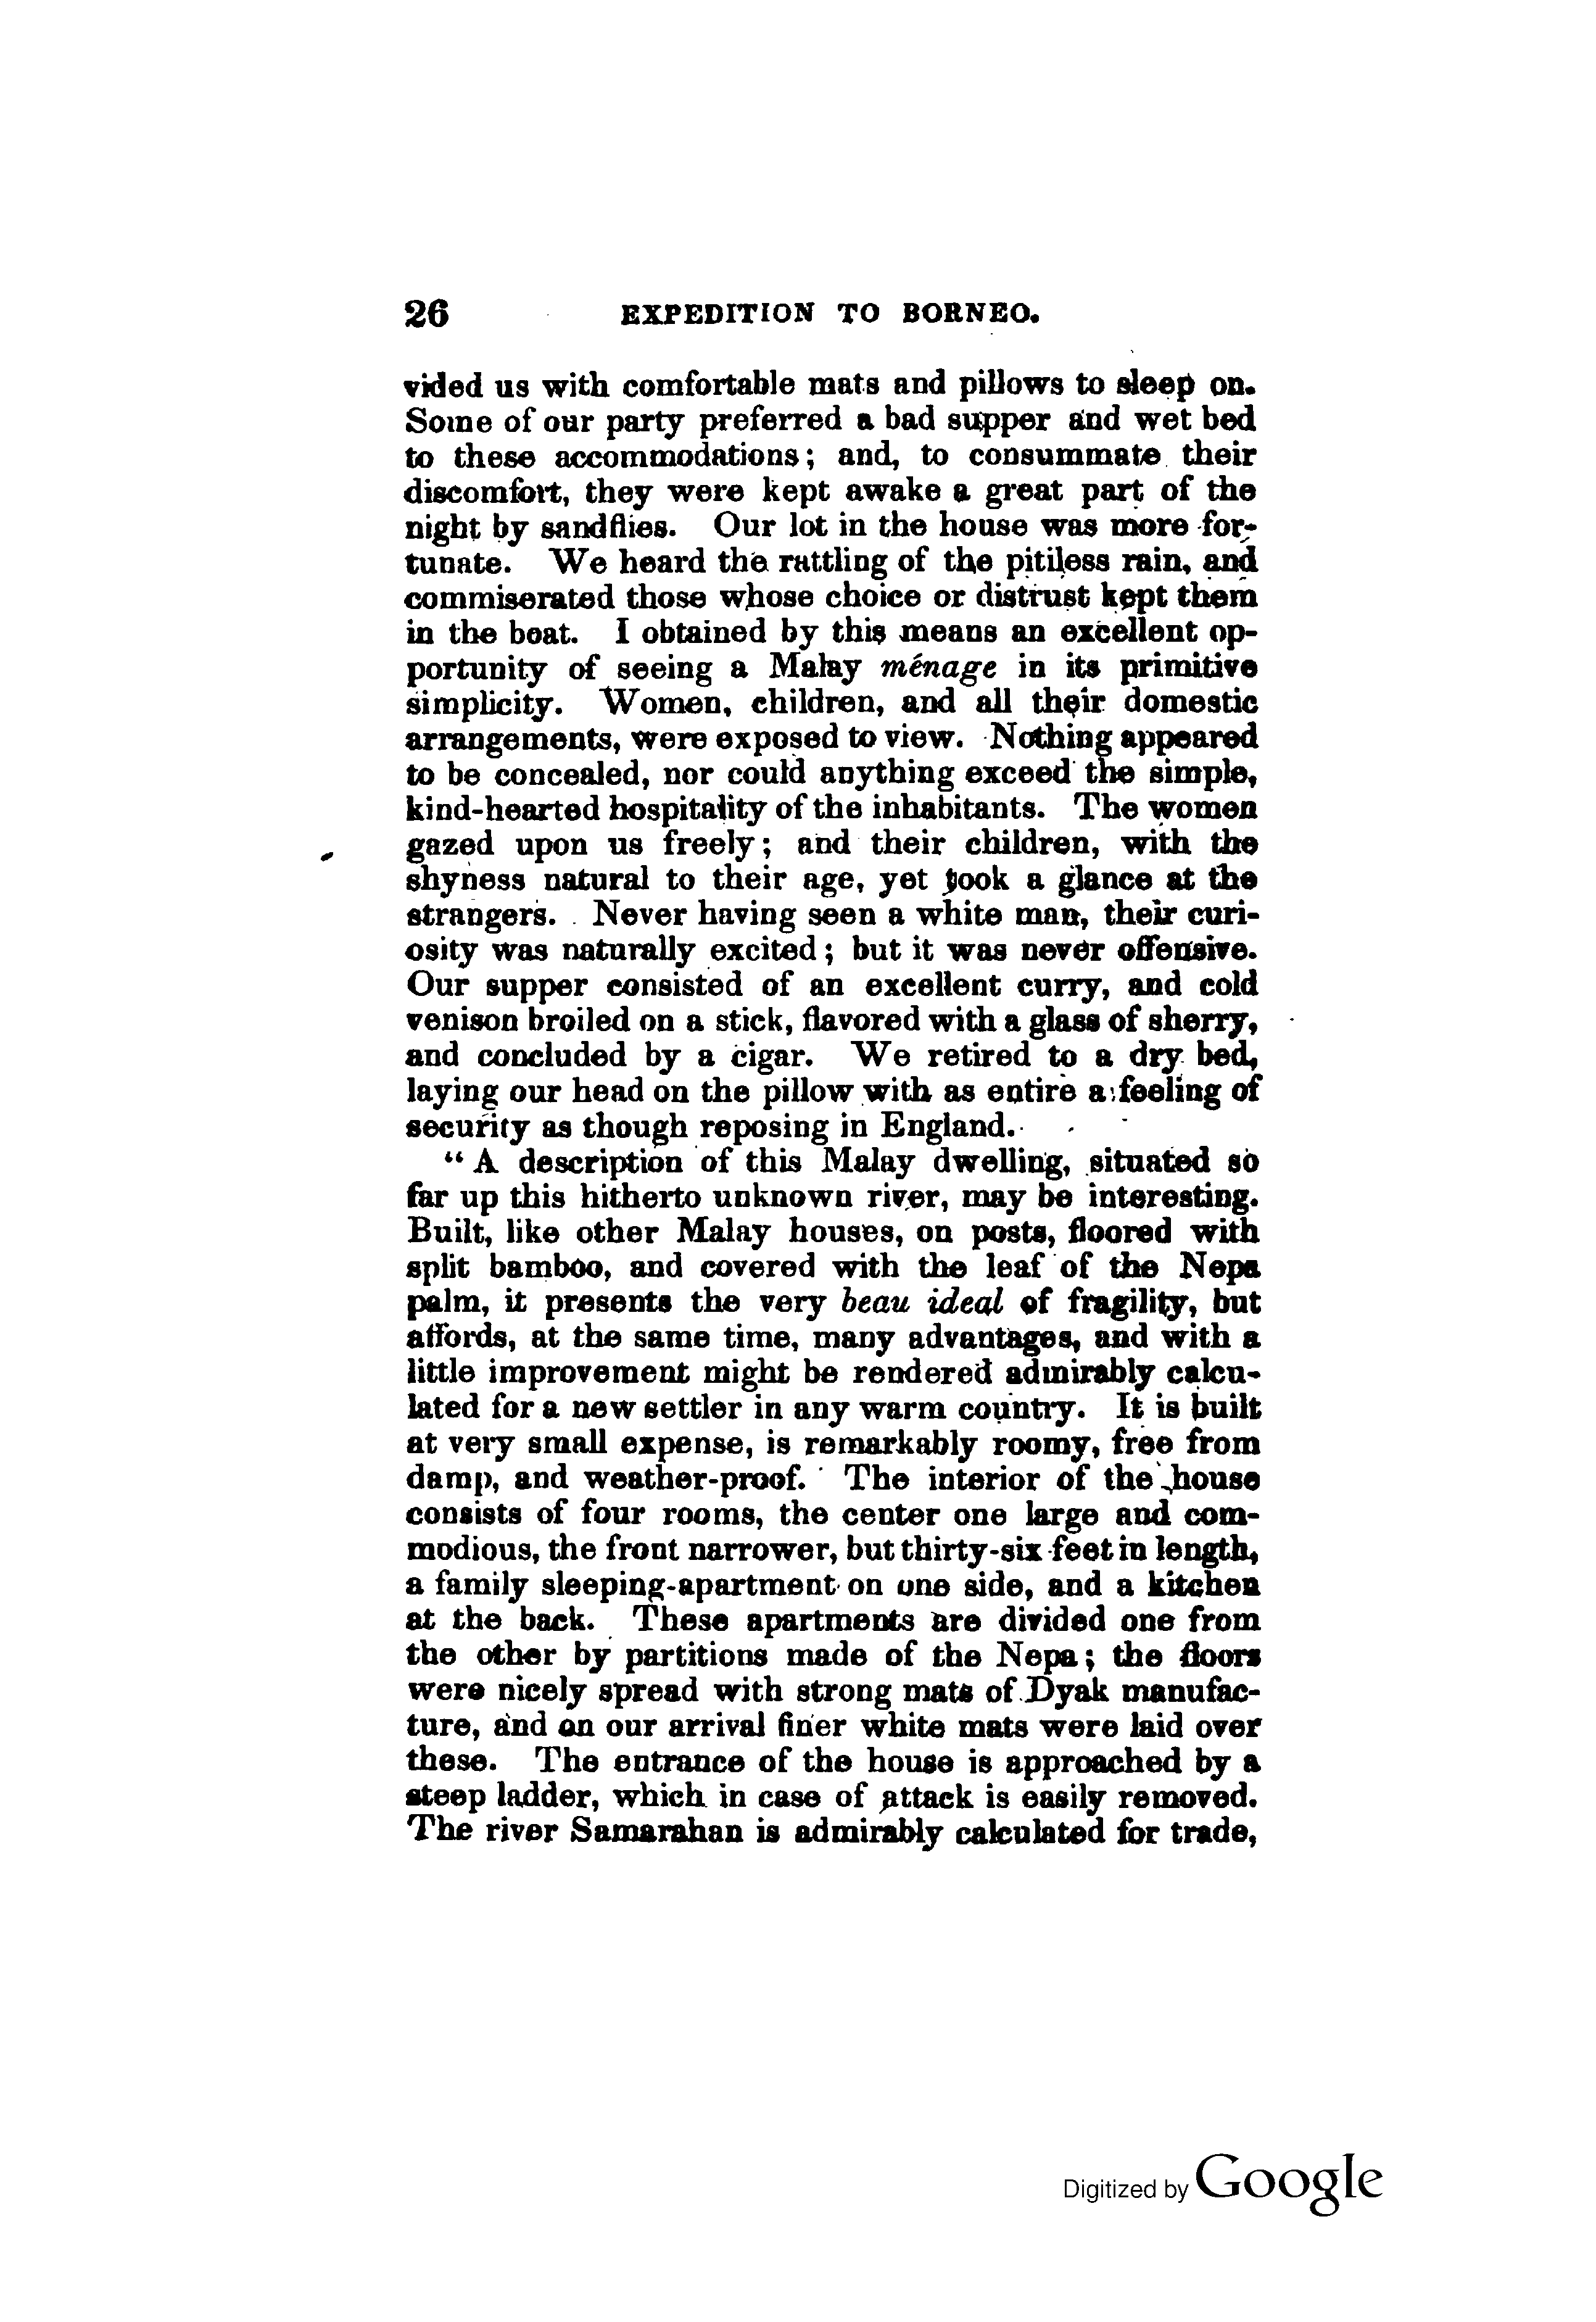 26 EXPEDITION TO BORNEO.
vided us with comfortable mats and pillows to sleep on.
Some of our party preferred a bad supper and wet bed
to these accommodations; and, to consummate their
discomfort, they were kept awake a great part of the
night by sandflies. Our lot in the house was more for-
tunate. We heard the rattling of the pitiless rain, and
commiserated those whose choice or distrust kept them
in the boat. I obtained by this means an excellent op-
portunity of seeing a Malay ménage in its primitive
simplicity. Women, children, and all their domestic
arrangements, were exposed to view. Nothing appeared
to be concealed, nor could anything exceed the simple,
kind-hearted hospitality of the inhabitants. The women
gazed upon us freely; and their children, with the
shyness natural to their age, yet took a glance at the
strangers. Never having seen a white man, their curi-
osity was naturally excited; but it was never offensive.
Our supper consisted of an excellent curry, and cold
venison broiled on a stick, flavored with a glass of sherry,
and concluded by a cigar. We retired to a dry bed,
laying our head on the pillow with as entire a feeling of
security as though reposing in England.
“ A description of this Malay dwelling, situated so
far up this hitherto unknown river, may be interesting.
Built, like other Malay houses, on posts, floored with
split bamboo, and covered with the leaf of the Nepa
palm, it presents the very beau ideal of fragility, but
affords, at the same time, many advantages, and with a
little improvement might be rendered admirably calcu-
lated for a new settler in any warm country. It is built
at very small expense, is remarkably roomy, free from
damp, and weather-proof. The interior of the house
consists of four rooms, the center one large and com-
modious, the front narrower, but thirty-six feet in length,
a family sleeping-apartment on one side, and a kitchen
at the back. These apartments are divided one from
the other by partitions made of the Nepa; the floors
were nicely spread with strong mats of Dyak manufac-
ture, and on our arrival finer white mats were laid over
these. The entrance of the house is approached by a
steep ladder, which in case of attack is easily removed.
The river Samarahan is admirably calculated for trade,
Digitized by Google